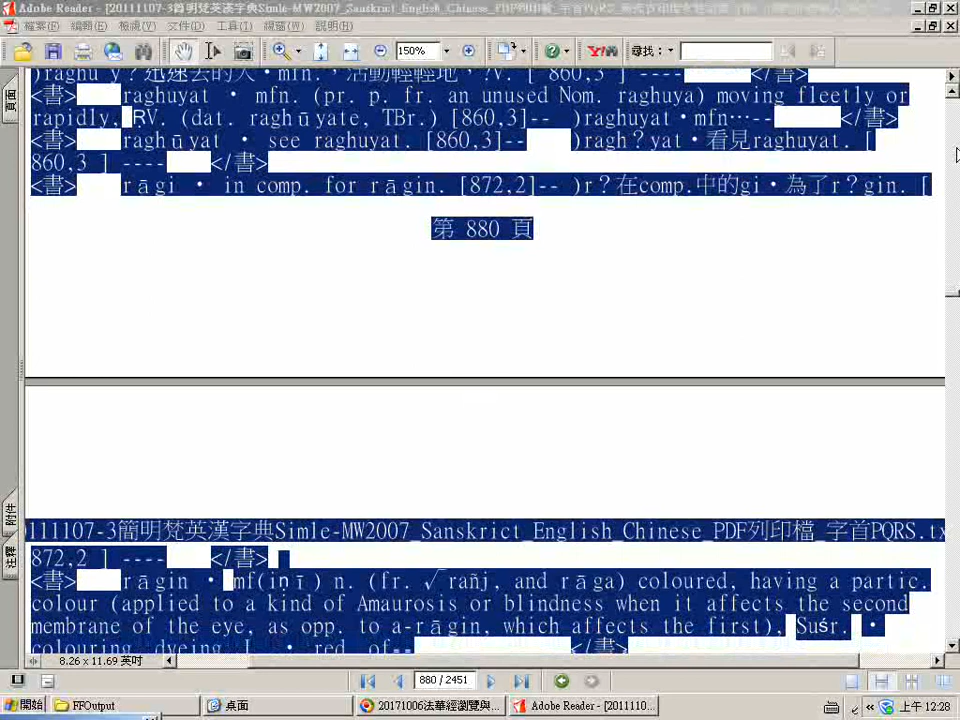 Adobe Reader - [20111107-3簡明梵英漢字典Simle-MW2007_Sanskrict_English_Chinese_PDF列印檔_字首PQRS_
檔案(F) 編輯(E) 檢視(V) 文件(D) 工具(T) 視窗(W) 說明(H)
150% 尋找:
頁面
)raghu y？迅速去的人・mfn.，活動輕輕地，?V. [ 860,3 ] ---- </書>
<書> raghuyat ・ mfn. (pr. p. fr. an unused Nom. raghuya) moving fleetly or
rapidly, RV. (dat. raghūyate, TBr.) [860,3]-- )raghuyat・mfn…-- </書>
<書> raghūyat ・ see raghuyat. [860,3]-- )ragh？yat・看見raghuyat. [
860,3 ] ---- </書>
<書> rāgi ・ in comp. for rāgin. [872,2]-- )r？在comp.中的gi・為了r？gin. [
第 880 頁
附件
註釋
0111107-3簡明梵英漢字典Simle-MW2007_Sanskrict_English_Chinese_PDF列印檔_字首PQRS.tx
872,2 ] ---- </書>
<書> rāgin ・ mf(iṇī) n. (fr. √rañj, and rāga) coloured, having a partic.
colour (applied to a kind of Amaurosis or blindness when it affects the second
membrane of the eye, as opp. to a-rāgin, which affects the first), Suśr. ・
colouring, dyeing, L. ・ red, of-- </書>
8.26 x 11.69 英吋
880 / 2451
開始 FFOutput 桌面 20171006法華經瀏覽與... Adobe Reader - [2011110... 上午 12:28